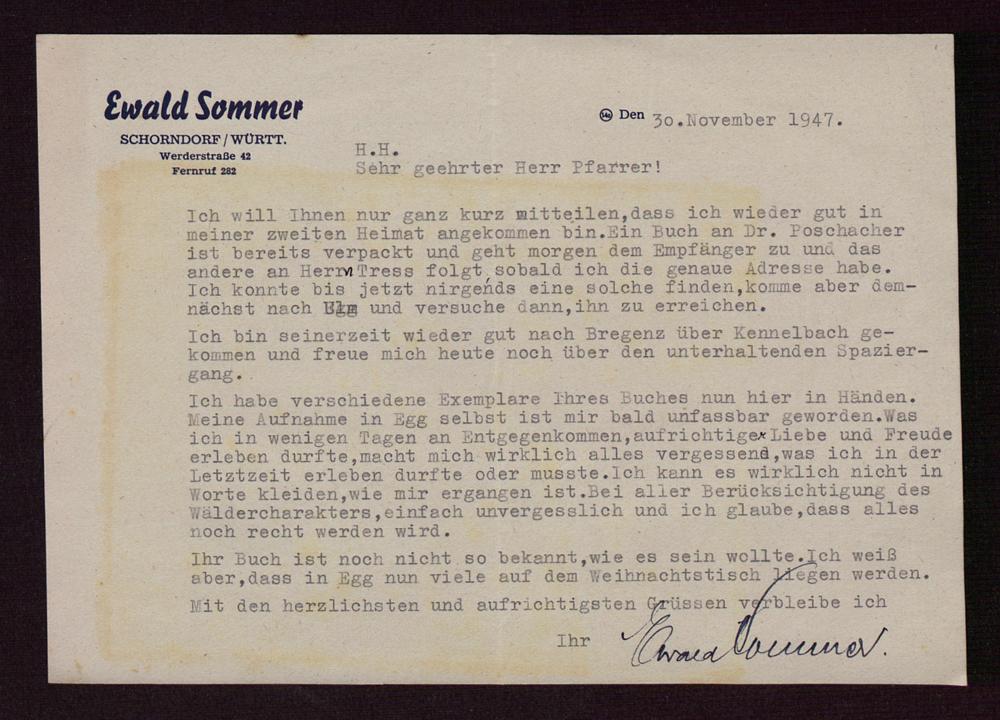 Ewald Sommer
SCHORNDORF/WÜRTT.
Werderstraße 42
Fernruf 282
14a Den 30.November 1947.
H.H.
Sehr geehrter Herr Pfarrer!
Ich will Ihnen nur ganz kurz mitteilen,dass ich wieder gut in
meiner zweiten Heimat angekommen bin.Ein Buch an Dr. Poschacher
ist bereits verpackt und geht morgen dem Empfänger zu und das
andere an Herrn Tress folgt,sobald ich die genaue Adresse habe.
Ich konnte bis jetzt nirgends eine solche finden,komme aber dem-
nächst nach und versuche dann,ihn zu erreichen.
Ich bin seinerzeit wieder gut nach Bregenz über Kennelbach ge-
kommen und freue mich heute noch über den unterhaltenden Spazier-
gang.
Ich habe verschiedene Exemplare Ihres Buches nun hier in Händen.
Meine Aufnahme in Egg selbst ist mir bald unfassbar geworden.Was
ich in wenigen Tagen an Entgegenkommen,aufrichtiger Liebe und Freude
erleben durfte,macht mich wirklich alles vergessend,was ich in der
Letztzeit erleben durfte oder musste.Ich kann es wirklich nicht in
Worte kleiden,wie mir ergangen ist.Bei aller Berücksichtigung des
Wäldercharakters,einfach unvergesslich und ich glaube,dass alles
noch recht werden wird.
Ihr Buch ist noch nicht so bekannt,wie es sein wollte.Ich weiß
aber,dass in Egg nun viele auf dem Weihnachtstisch liegen werden.
Mit den herzlichsten und aufrichtigsten Grüssen verbleibe ich
Ihr Ewald Sommer.